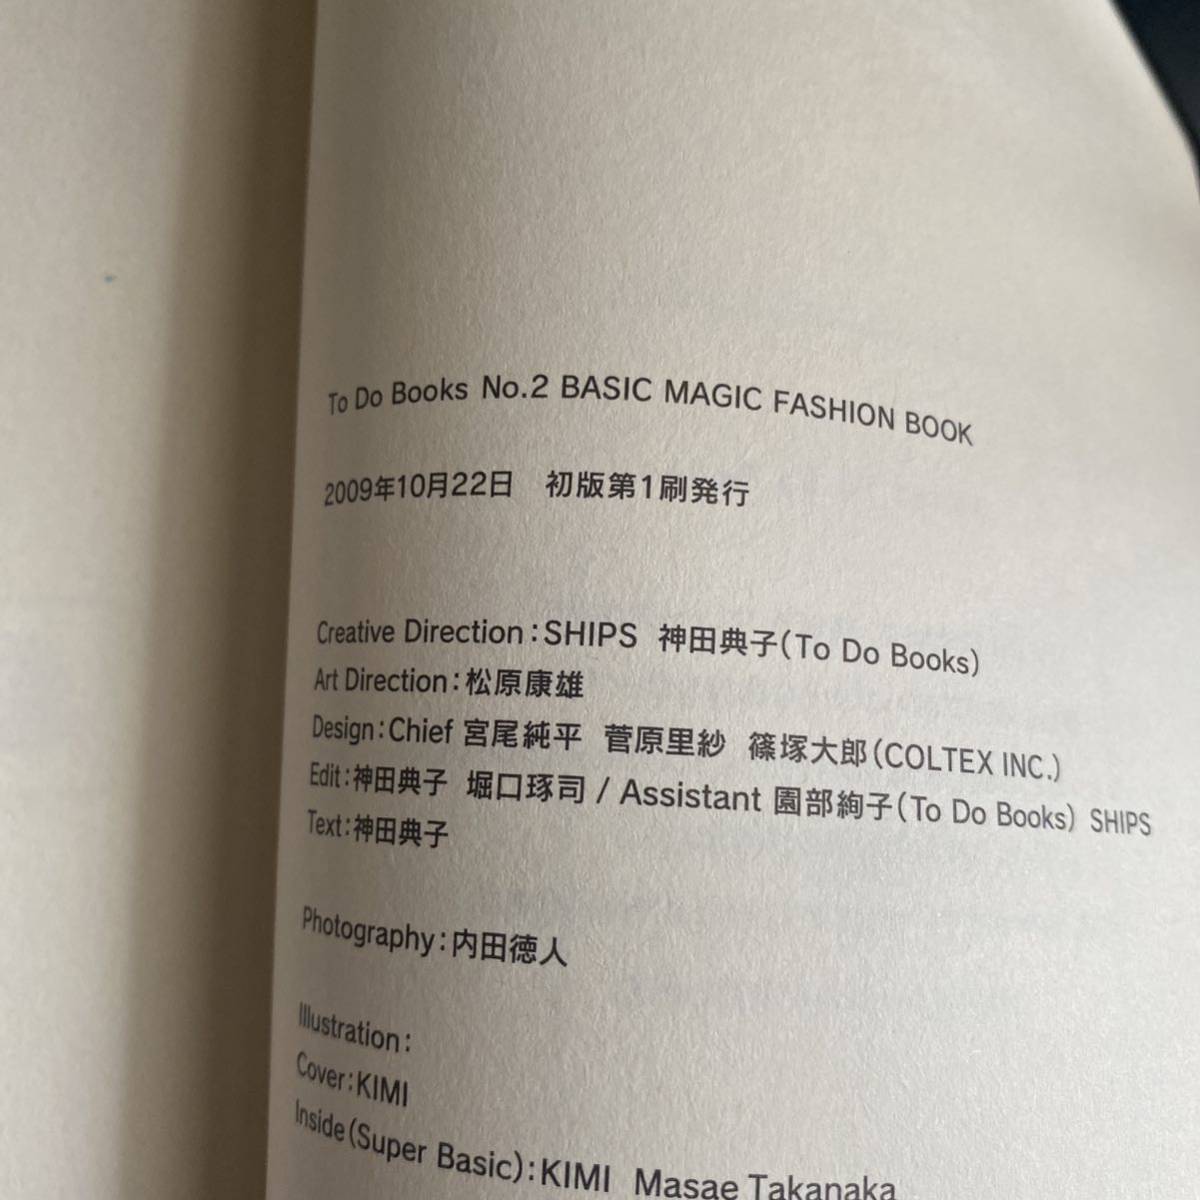 To Do Books No.2 BASIC MAGIC FASHION BOOK
2009年10月22日　初版第1刷発行
Creative Direction：SHIPS 神田典子（To Do Books）
Art Direction：松原康雄
Design：Chief 宮尾純平 菅原里紗 篠塚大郎（COLTEX INC.）
Edit：神田典子 堀口琢司 / Assistant 園部絢子（To Do Books） SHIPS
Text：神田典子
Photography：内田徳人
Illustration：
Cover：KIMI
Inside（Super Basic）：KIMI Masae Takanaka